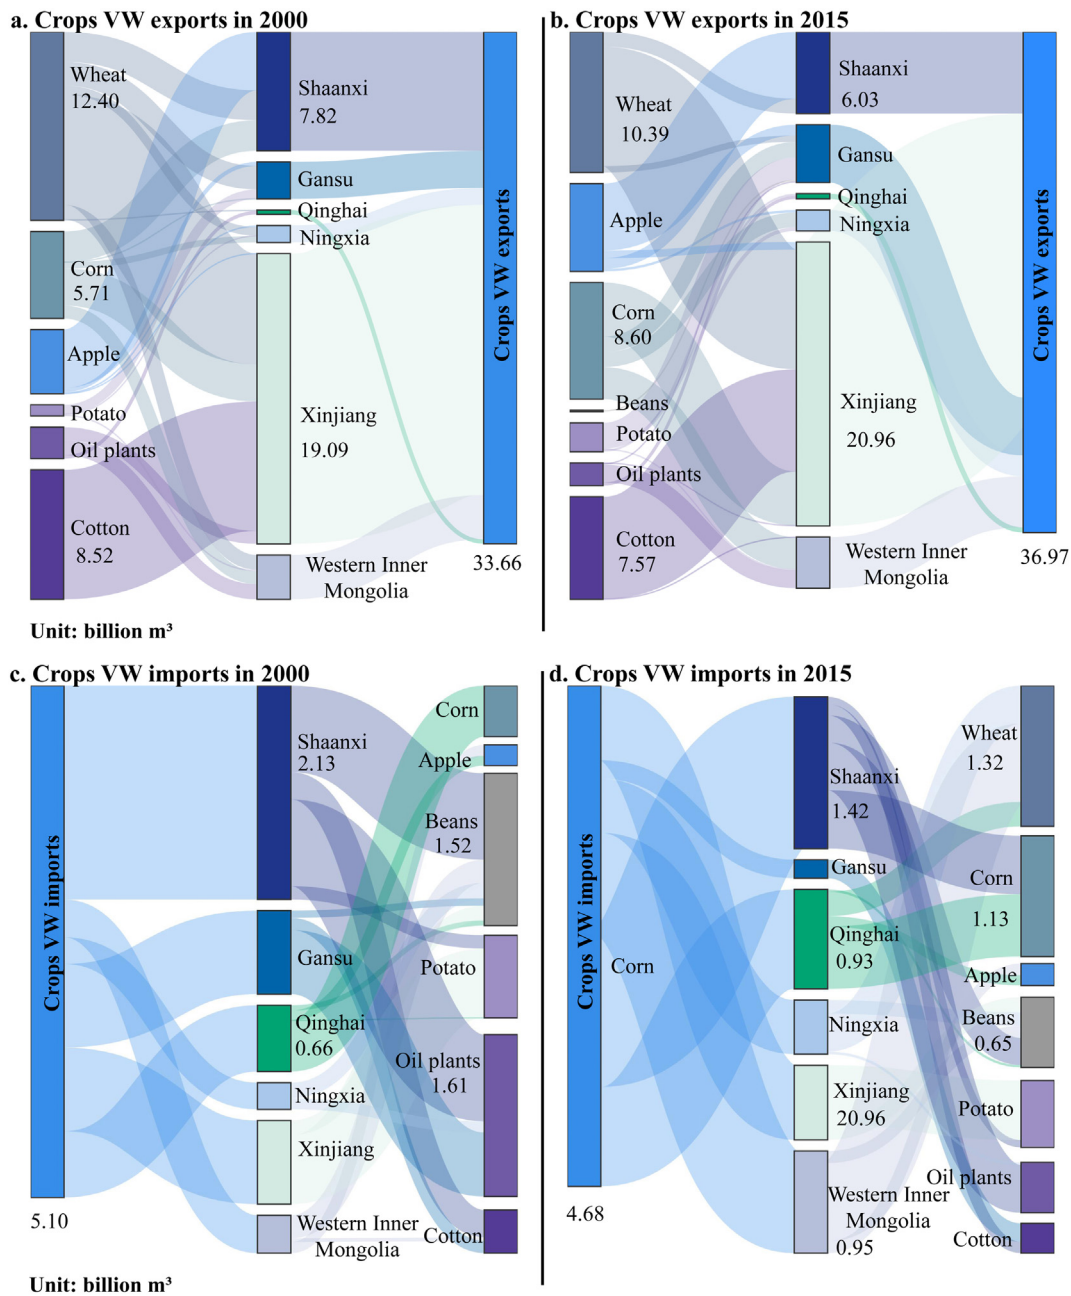 a. Crops VW exports in 2000
Wheat
12.40
Corn
5.71
Apple
Potato
Oil plants
Cotton
8.52
Shaanxi
7.82
Gansu
Qinghai
Ningxia
Xinjiang
19.09
Western Inner
Mongolia
Crops VW exports
33.66
Unit: billion m³
b. Crops VW exports in 2015
Wheat
10.39
Apple
Corn
8.60
Beans
Potato
Oil plants
Cotton
7.57
Shaanxi
6.03
Gansu
Qinghai
Ningxia
Xinjiang
20.96
Western Inner
Mongolia
Crops VW exports
36.97
c. Crops VW imports in 2000
Crops VW imports
5.10
Shaanxi
2.13
Gansu
Qinghai
0.66
Ningxia
Xinjiang
Western Inner
Mongolia
Corn
Apple
Beans
1.52
Potato
Oil plants
1.61
Cotton
Unit: billion m³
d. Crops VW imports in 2015
Crops VW imports
4.68
Corn
Shaanxi
1.42
Gansu
Qinghai
0.93
Ningxia
Xinjiang
20.96
Western Inner
Mongolia
0.95
Wheat
1.32
Corn
1.13
Apple
Beans
0.65
Potato
Oil plants
Cotton